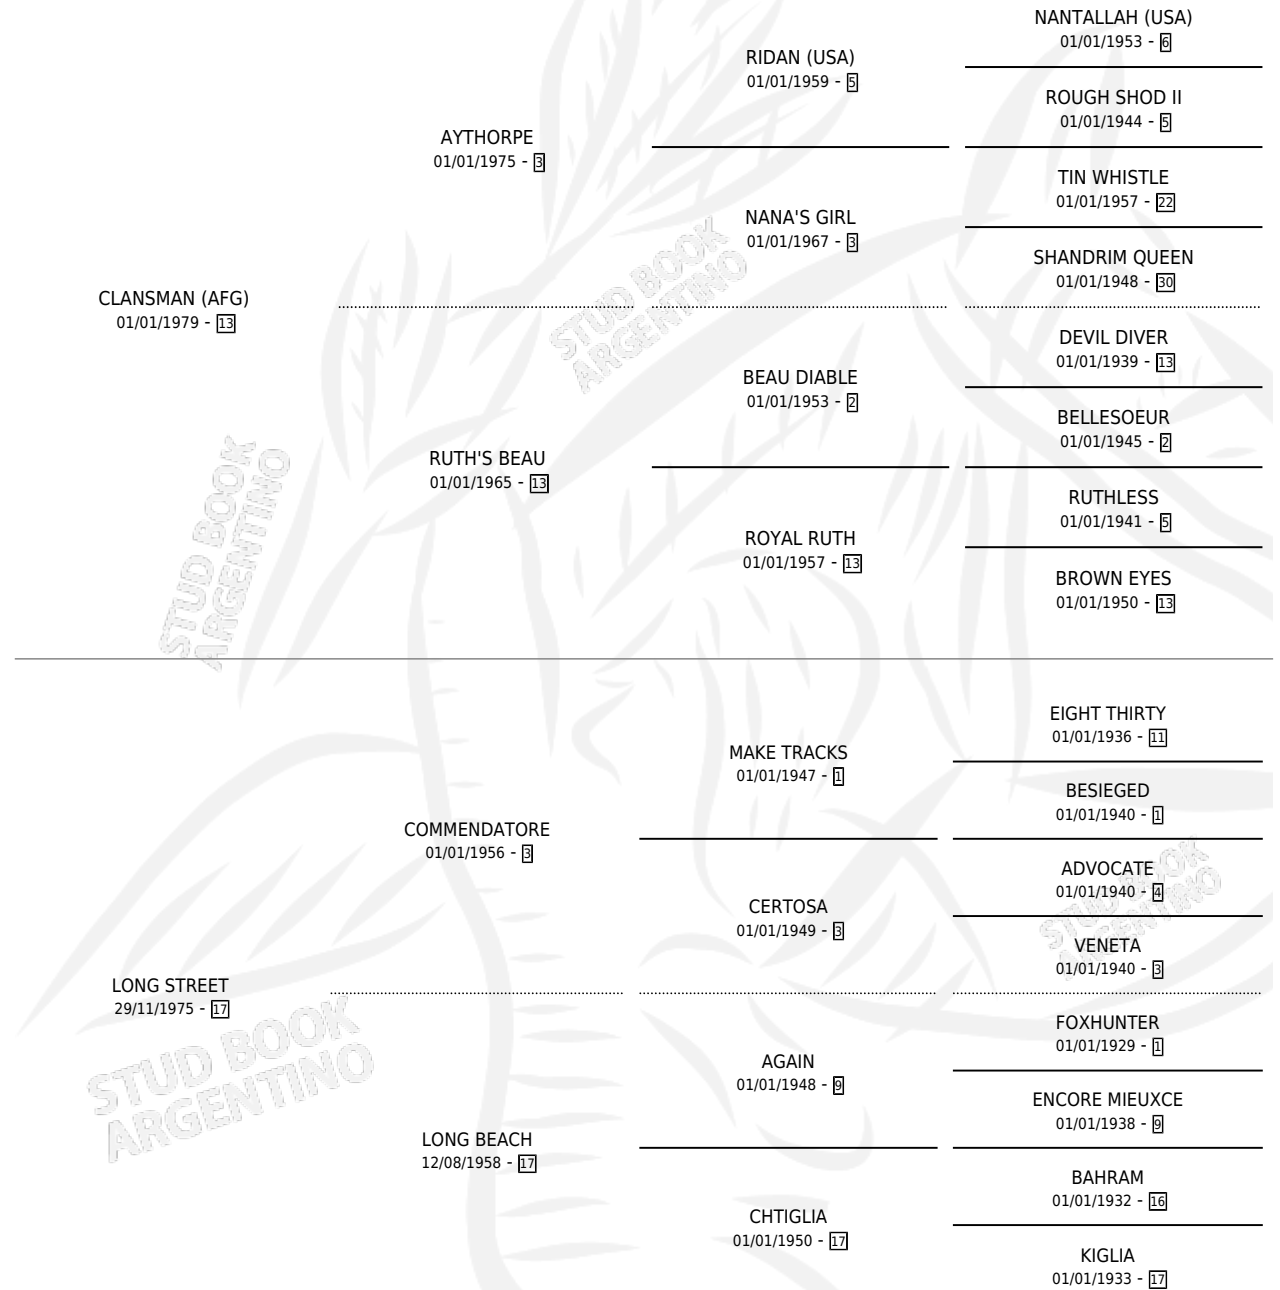 NANTALLAH (USA)
01/01/1953 - 6
RIDAN (USA)
01/01/1959 - 5
ROUGH SHOD II
01/01/1944 - 5
AYTHORPE
01/01/1975 - 3
TIN WHISTLE
01/01/1957 - 22
NANA'S GIRL
01/01/1967 - 3
SHANDRIM QUEEN
01/01/1948 - 30
CLANSMAN (AFG)
01/01/1979 - 13
STUD BOOK
ARGENTINO
DEVIL DIVER
01/01/1939 - 13
BEAU DIABLE
01/01/1953 - 2
BELLESOEUR
01/01/1945 - 2
RUTH'S BEAU
01/01/1965 - 13
RUTHLESS
01/01/1941 - 5
ROYAL RUTH
01/01/1957 - 13
BROWN EYES
01/01/1950 - 13
STUD BOOK
ARGENTINO
EIGHT THIRTY
01/01/1936 - 11
MAKE TRACKS
01/01/1947 - 1
BESIEGED
01/01/1940 - 1
COMMENDATORE
01/01/1956 - 3
ADVOCATE
01/01/1940 - 4
CERTOSA
01/01/1949 - 3
VENETA
01/01/1940 - 3
STUD BOOK
ARGENTINO
LONG STREET
29/11/1975 - 17
FOXHUNTER
01/01/1929 - 1
AGAIN
01/01/1948 - 9
ENCORE MIEUXCE
01/01/1938 - 9
STUD BOOK
ARGENTINO
LONG BEACH
12/08/1958 - 17
BAHRAM
01/01/1932 - 16
CHTIGLIA
01/01/1950 - 17
KIGLIA
01/01/1933 - 17